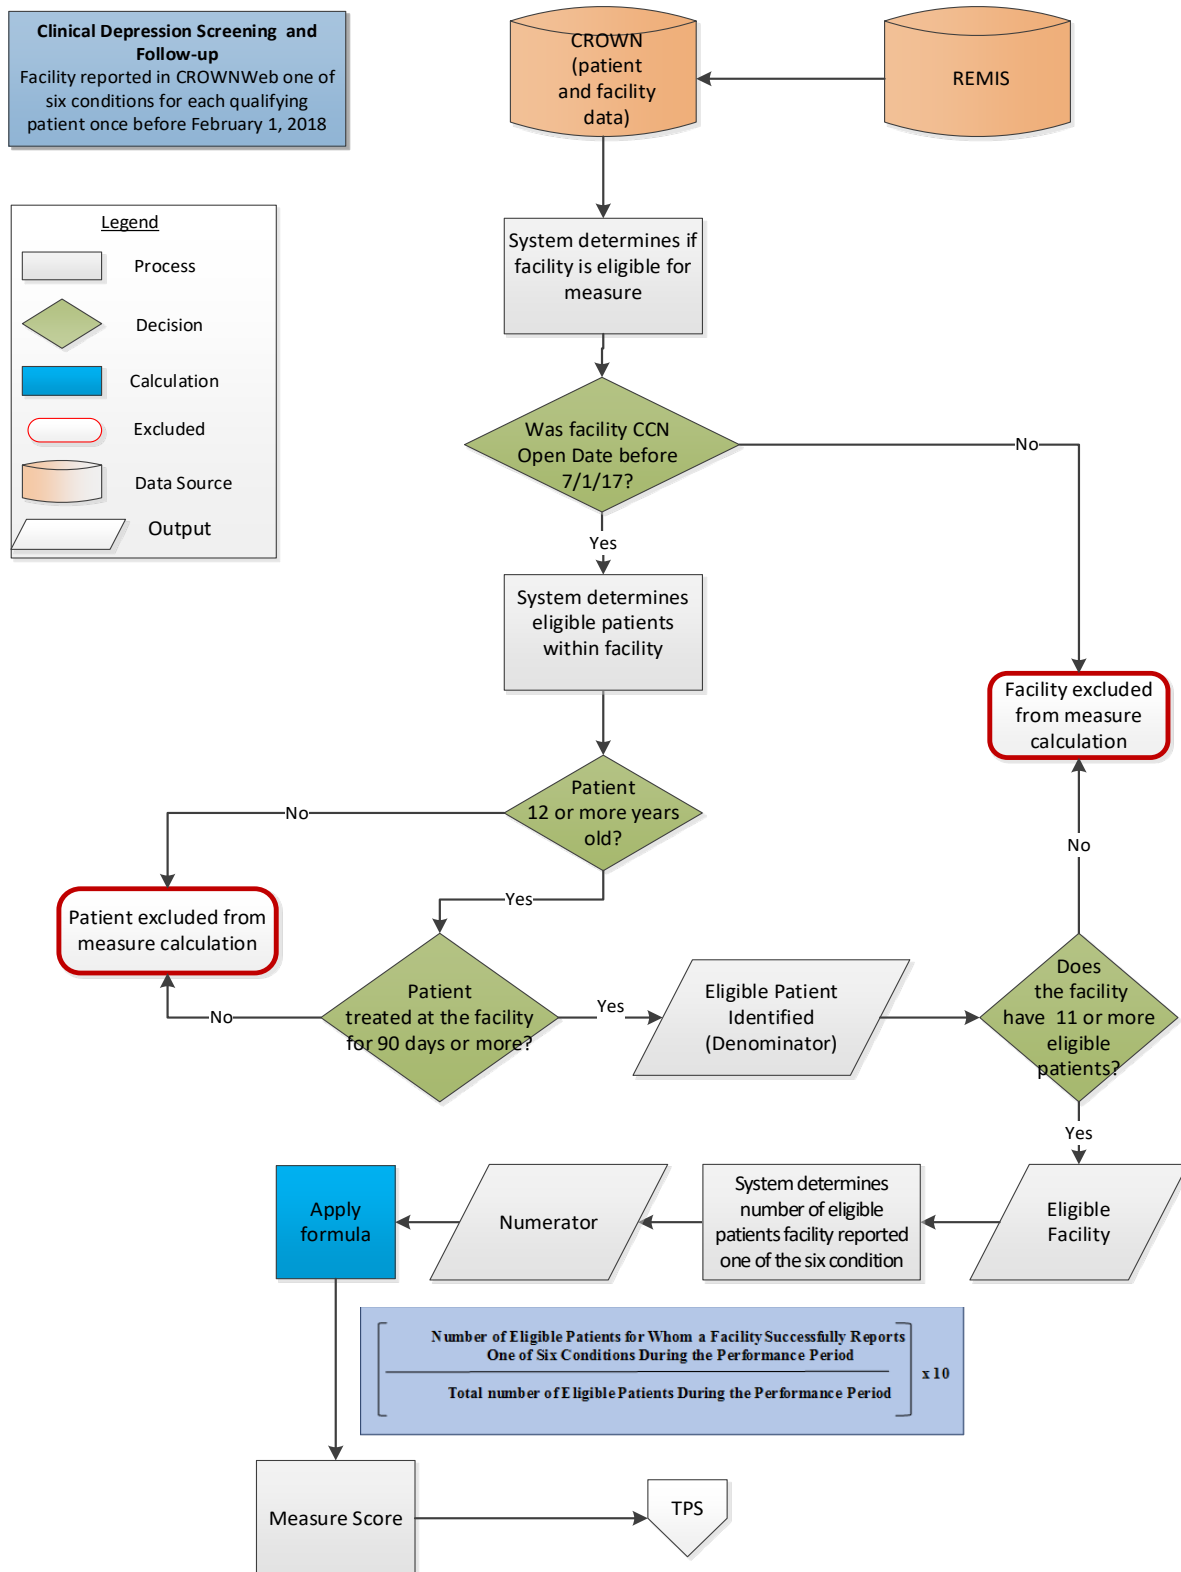 Clinical Depression Screening and
Follow-up
Facility reported in CROWNWeb one of
six conditions for each qualifying
patient once before February 1, 2018
CROWN
(patient
and facility
data)
REMIS
Legend
Process
Decision
Calculation
Excluded
Data Source
Output
System determines if
facility is eligible for
measure
Was facility CCN
Open Date before
7/1/17?
No
Yes
System determines
eligible patients
within facility
Facility excluded
from measure
calculation
Patient
12 or more years
old?
No
Yes
Patient excluded from
measure calculation
No
Patient
treated at the facility
for 90 days or more?
Yes
Eligible Patient
Identified
(Denominator)
No
Does
the facility
have 11 or more
eligible
patients?
Yes
Eligible
Facility
System determines
number of eligible
patients facility reported
one of the six condition
Numerator
Apply
formula
Number of Eligible Patients for Whom a Facility Successfully Reports
One of Six Conditions During the Performance Period
Total number of Eligible Patients During the Performance Period
x 10
Measure Score
TPS